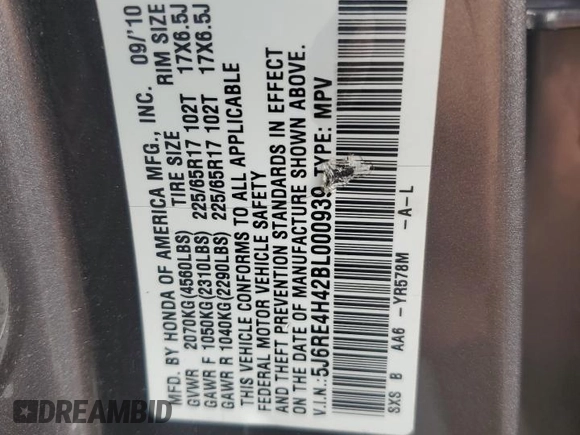 MFD. BY HONDA OF AMERICA MFG., INC. 09/'10
TIRE SIZE RIM SIZE
GVWR 2070KG(4560LBS)
GAWR F 1050KG(2310LBS) 225/65R17 102T 17X6.5J
GAWR R 1040KG(2290LBS) 225/65R17 102T 17X6.5J
THIS VEHICLE CONFORMS TO ALL APPLICABLE
FEDERAL MOTOR VEHICLE SAFETY
AND THEFT PREVENTION STANDARDS IN EFFECT
ON THE DATE OF MANUFACTURE SHOWN ABOVE.
V.I.N.:5J6RE4H42BL000939 TYPE: MPV
SXS B AA6 -YR578M -A-L
DREAMBID